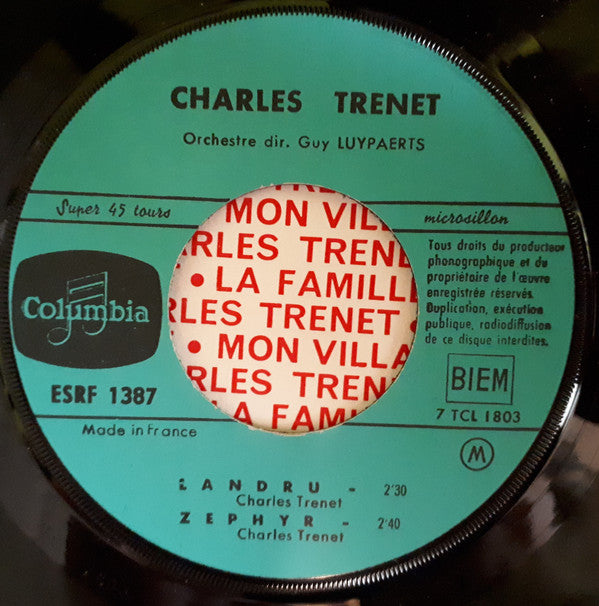 CHARLES TRENET
Orchestre dir. Guy LUYPAERTS
Super 45 tours
microsillon
Tous droits du producteur
phonographique et du
propriétaire de l'œuvre
enregistrée réservés.
Duplication, exécution
publique, radiodiffusion
de ce disque interdites.
Columbia
ESRF 1387
Made in France
BIEM
7 TCL 1803
M
MON VILL
RLES TRENE
• LA FAMILL
RLES TRENET •
• MON VILLA
RLES TRENE
LA FAMI
LANDRU - 2'30
Charles Trenet
ZEPHYR - 2'40
Charles Trenet